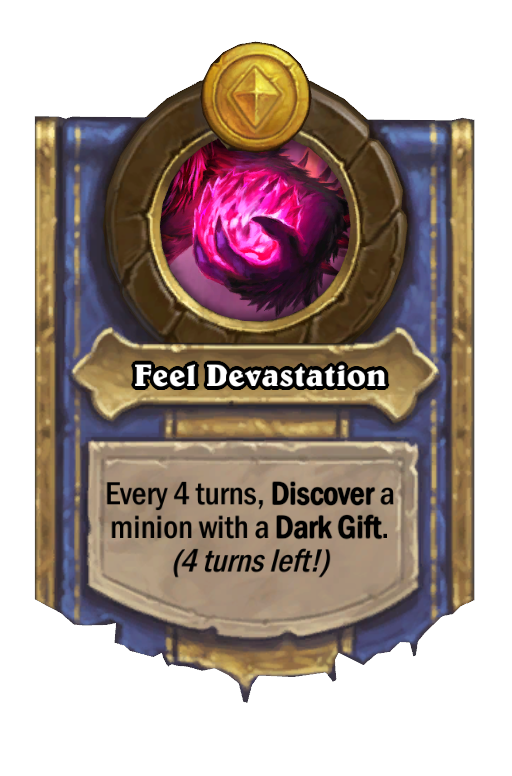 Feel Devastation
Every 4 turns, Discover a
minion with a Dark Gift.
(4 turns left!)